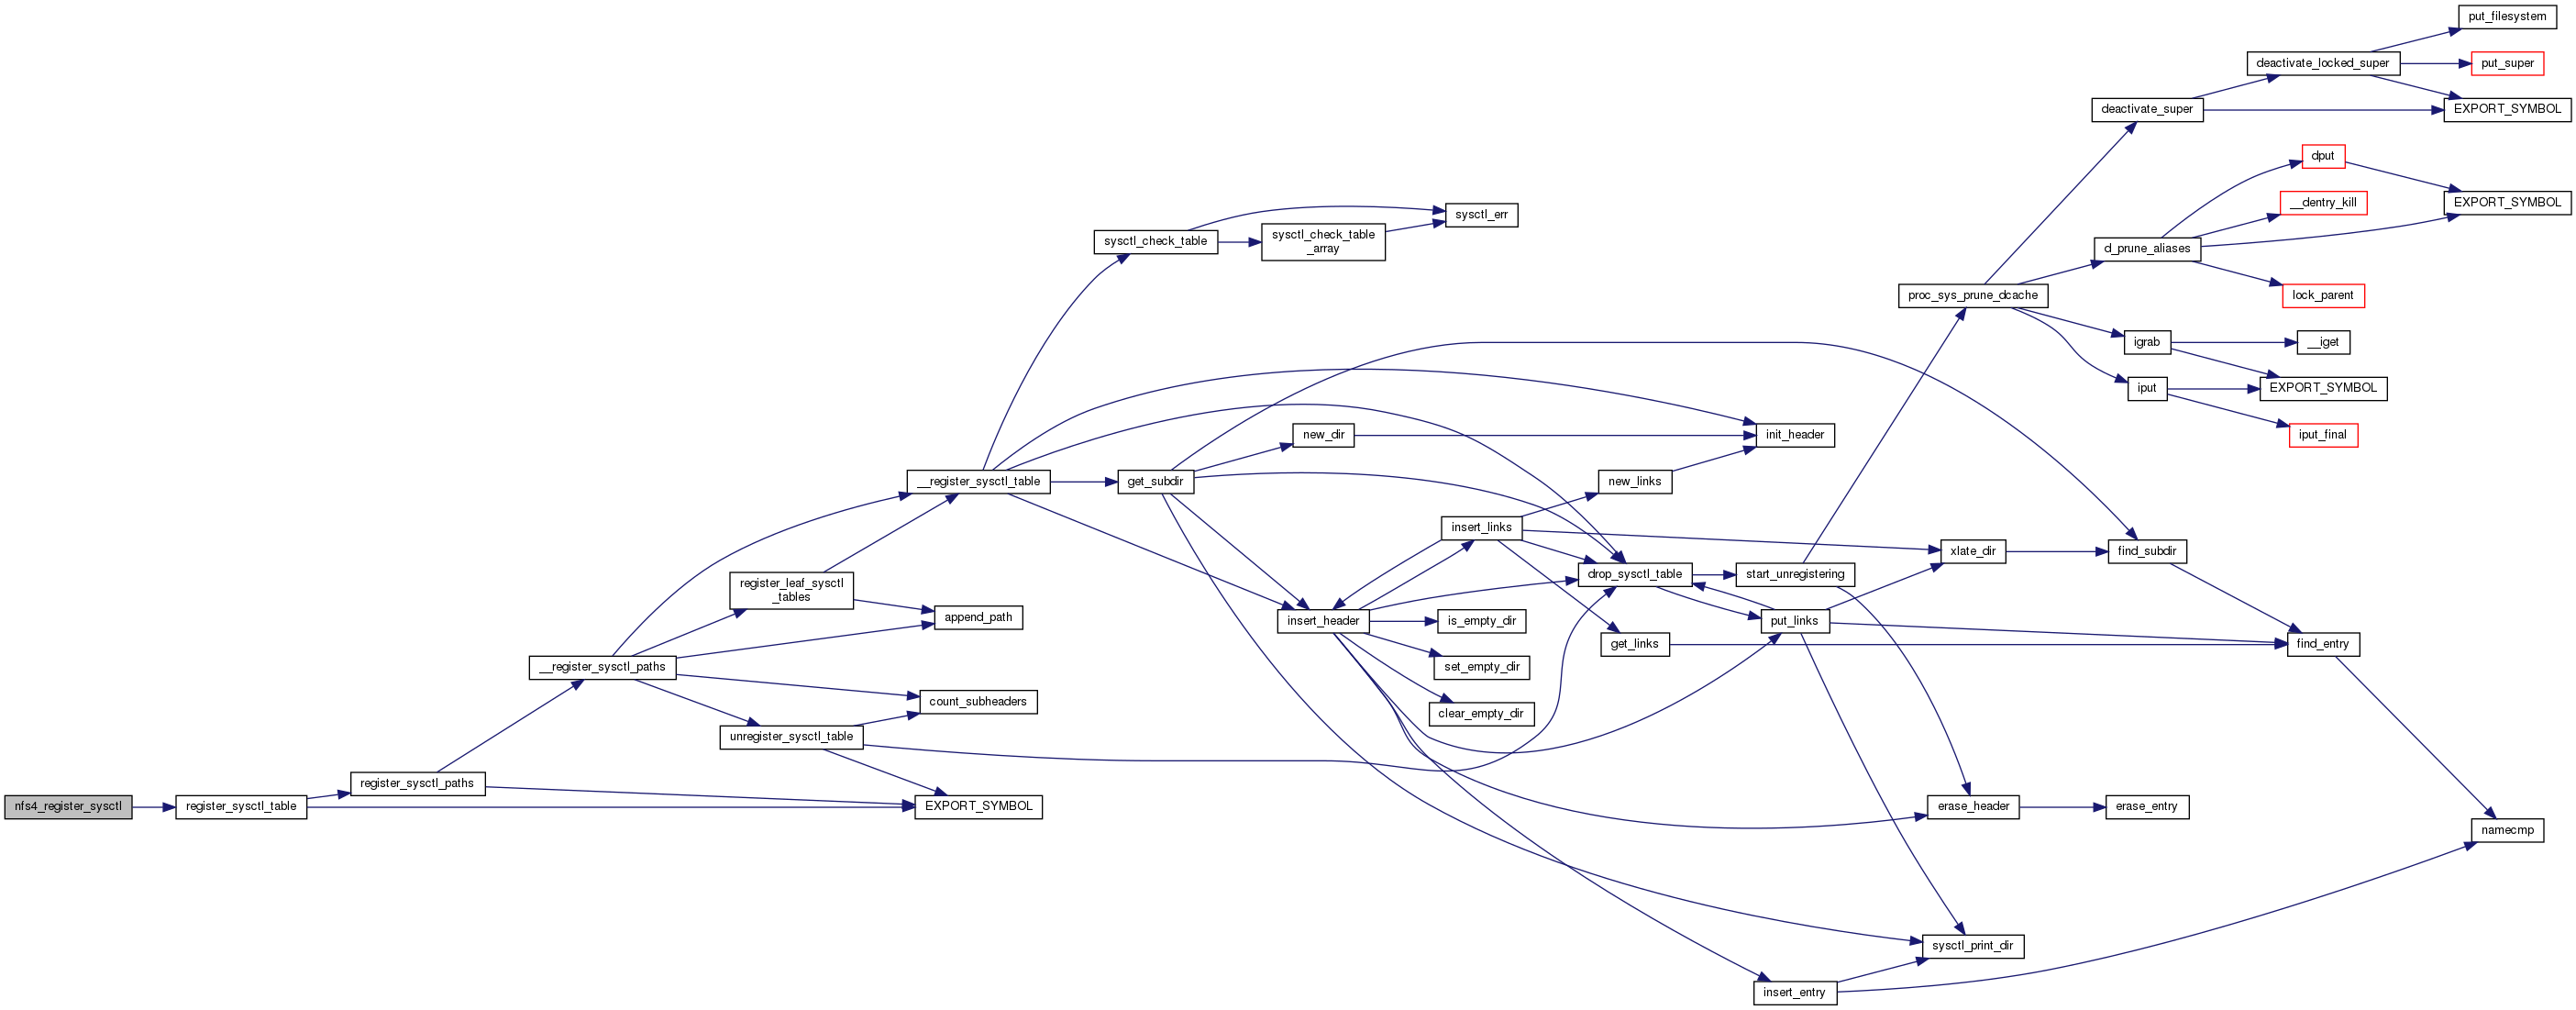 nfs4_register_sysctl
register_sysctl_table
register_sysctl_paths
__register_sysctl_paths
__register_sysctl_table
sysctl_check_table
sysctl_err
sysctl_check_table
_array
init_header
drop_sysctl_table
start_unregistering
proc_sys_prune_dcache
deactivate_super
deactivate_locked_super
put_filesystem
put_super
EXPORT_SYMBOL
d_prune_aliases
dput
EXPORT_SYMBOL
__dentry_kill
lock_parent
igrab
__iget
EXPORT_SYMBOL
iput
iput_final
erase_header
erase_entry
put_links
xlate_dir
find_subdir
find_entry
namecmp
sysctl_print_dir
get_subdir
new_dir
insert_header
insert_links
new_links
get_links
is_empty_dir
set_empty_dir
clear_empty_dir
insert_entry
register_leaf_sysctl
_tables
append_path
count_subheaders
unregister_sysctl_table
EXPORT_SYMBOL